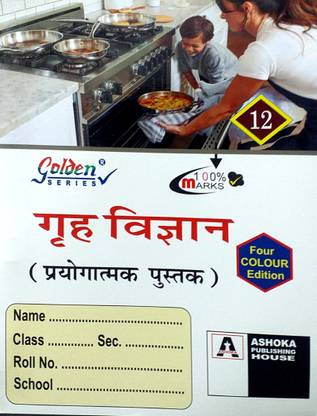 12
Golden®
SERIES
100%
MARKS
गृह विज्ञान
( प्रयोगात्मक पुस्तक )
Four
COLOUR
Edition
Name
Class ............. Sec. .................
Roll No. 
School 
A
ASHOKA
PUBLISHING
HOUSE